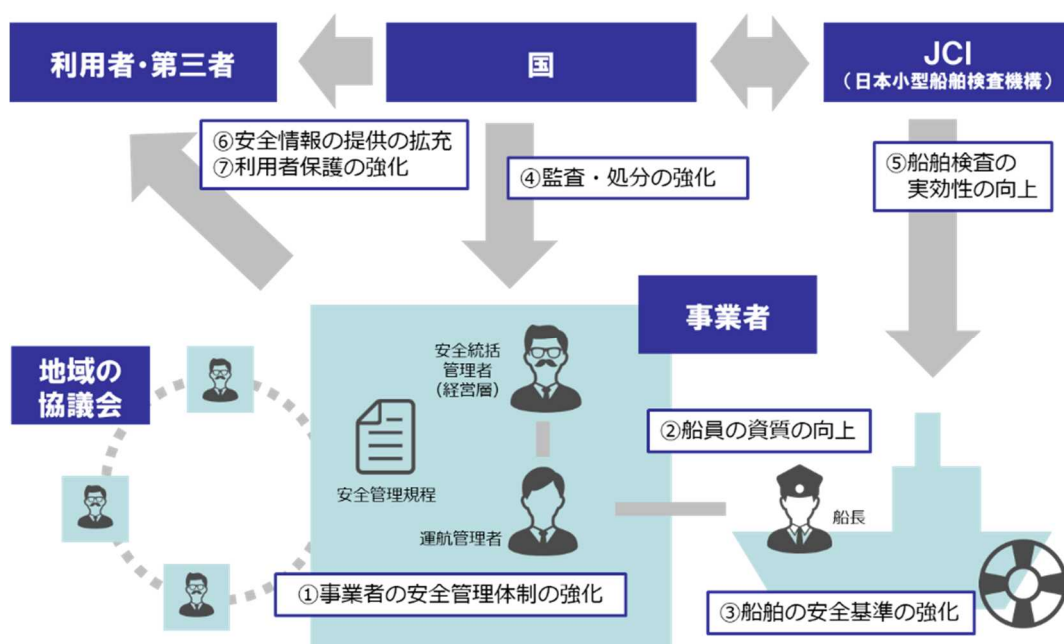 利用者・第三者
国
JCI
（日本小型船舶検査機構）
⑥安全情報の提供の拡充
⑦利用者保護の強化
④監査・処分の強化
⑤船舶検査の
実効性の向上
事業者
地域の
協議会
安全統括
管理者
（経営層）
安全管理規程
運航管理者
②船員の資質の向上
船長
①事業者の安全管理体制の強化
③船舶の安全基準の強化